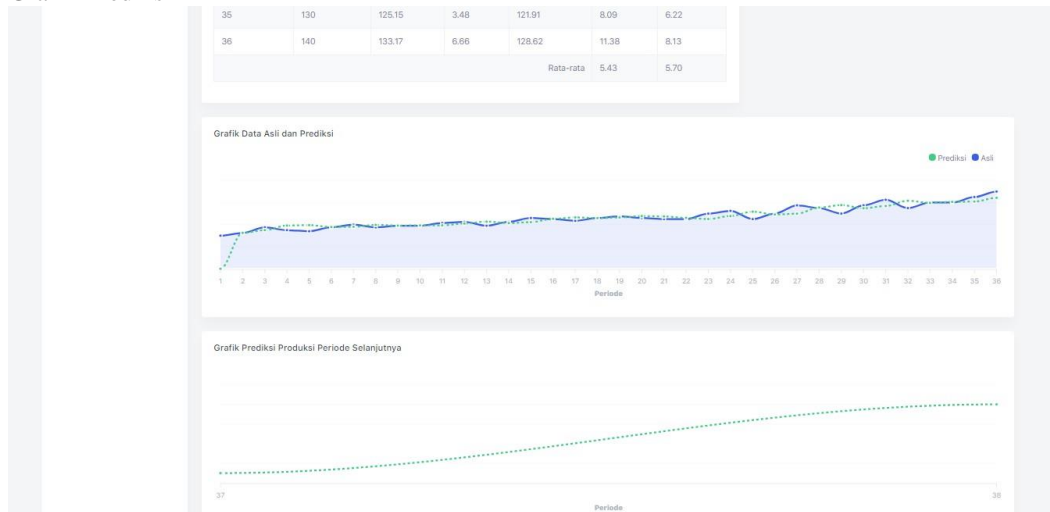 35 130 125.15 3.48 121.91 8.09 6.22
36 140 133.17 6.66 128.62 11.38 8.13
Rata-rata 5.43 5.70
Grafik Data Asli dan Prediksi
Prediksi Asli
1 2 3 4 5 6 7 8 9 10 11 12 13 14 15 16 17 18 19 20 21 22 23 24 25 26 27 28 29 30 31 32 33 34 35 36
Periode
Grafik Prediksi Produksi Periode Selanjutnya
37 38
Periode